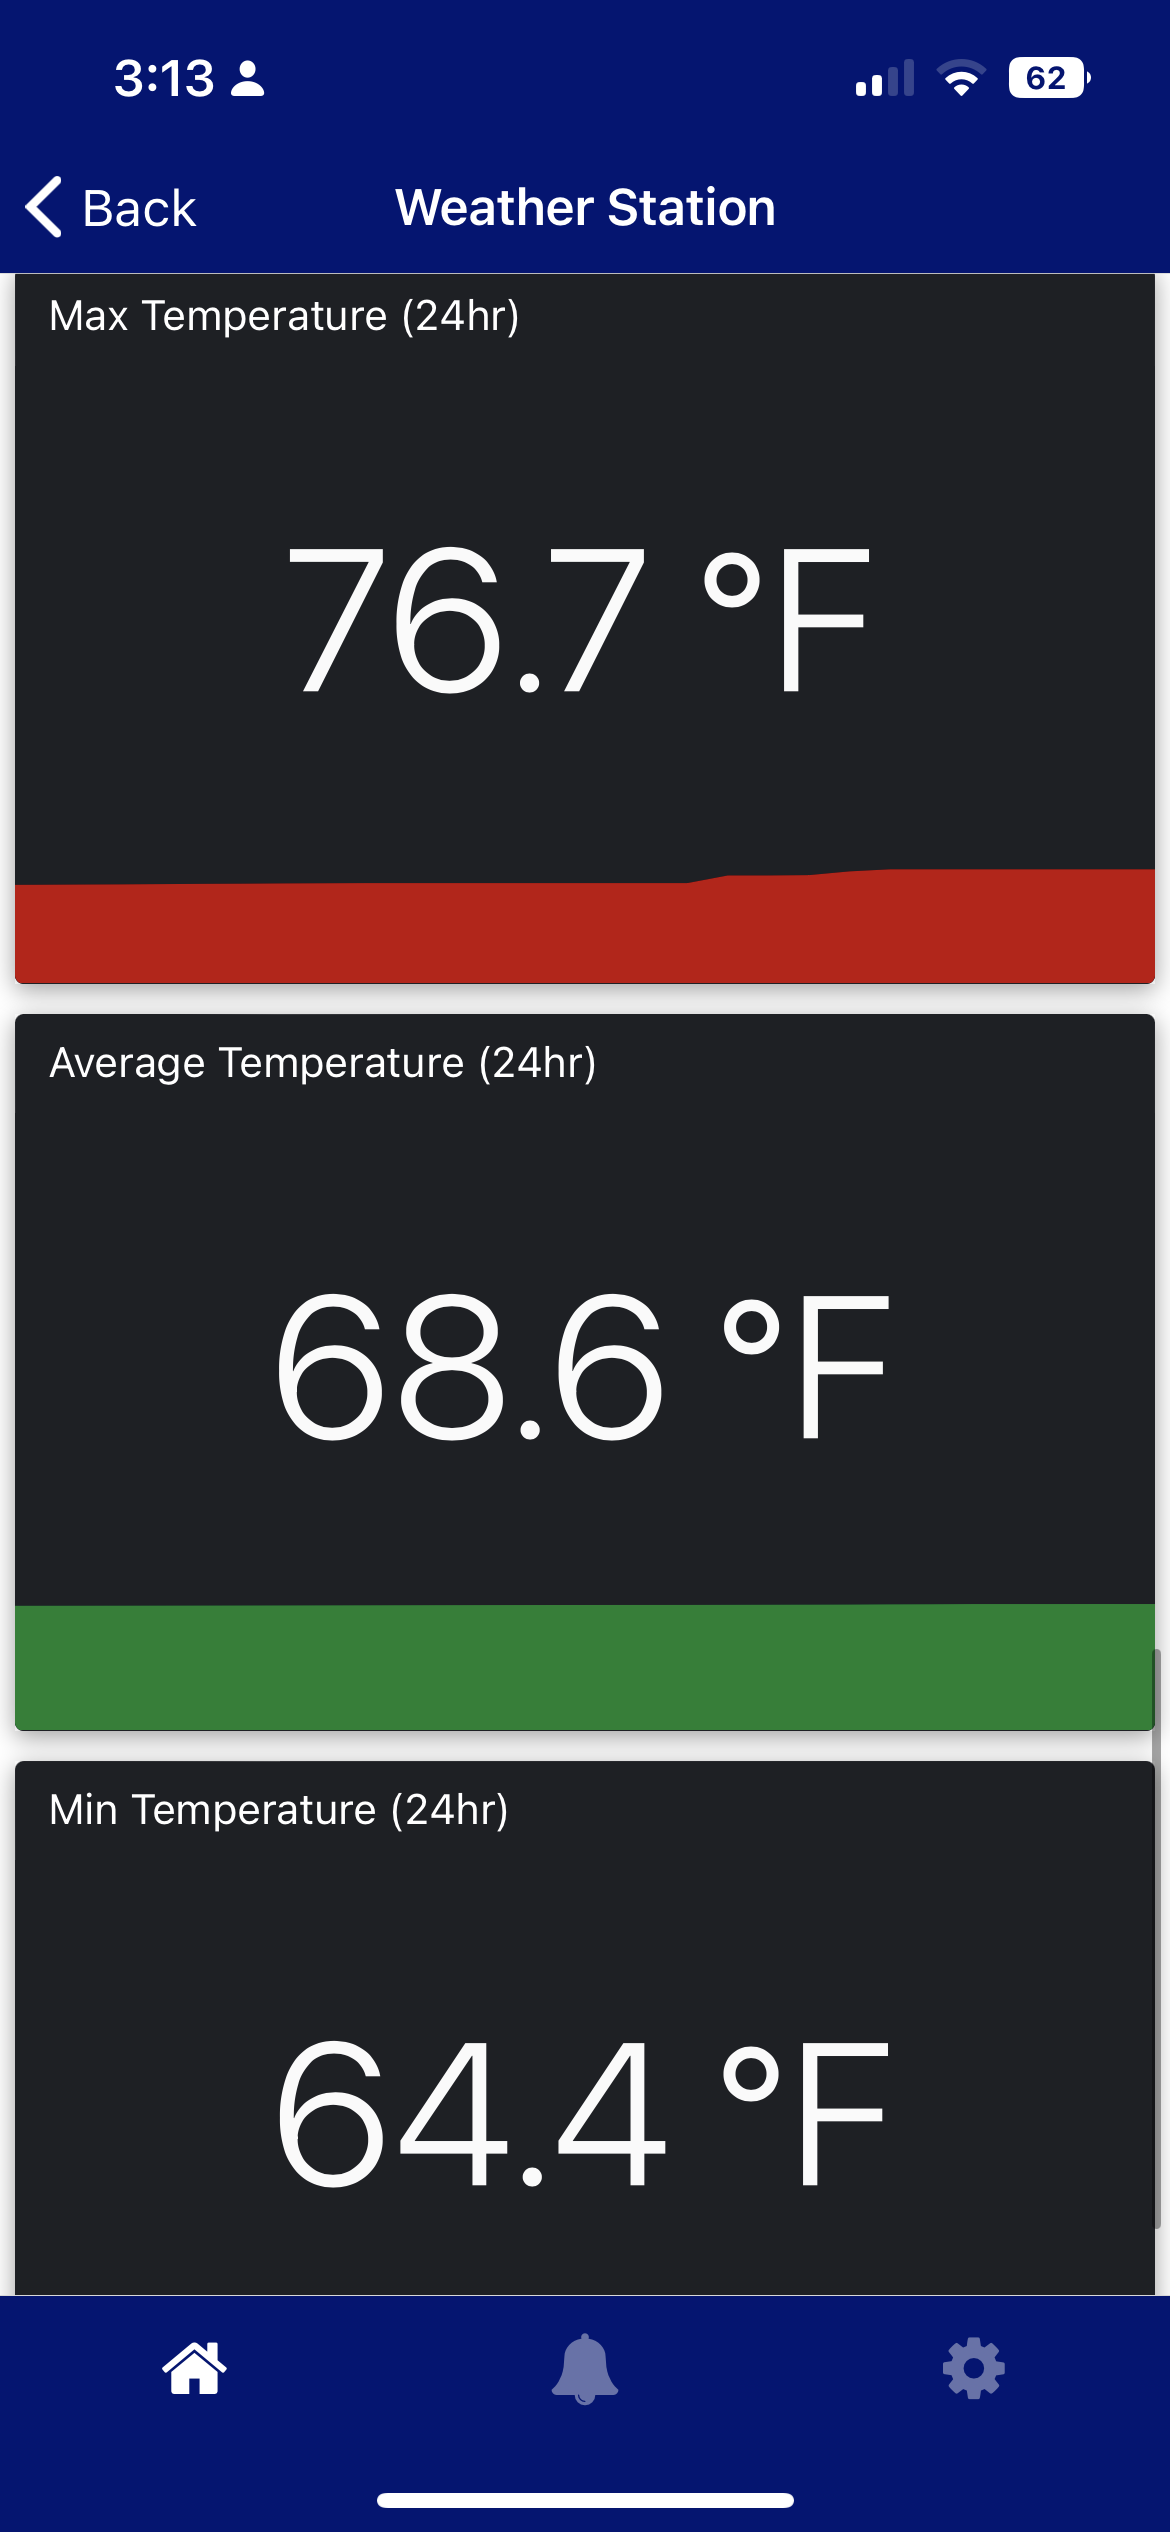 3:13
62
Back
Weather Station
Max Temperature (24hr)
76.7 °F
Average Temperature (24hr)
68.6 °F
Min Temperature (24hr)
64.4 °F